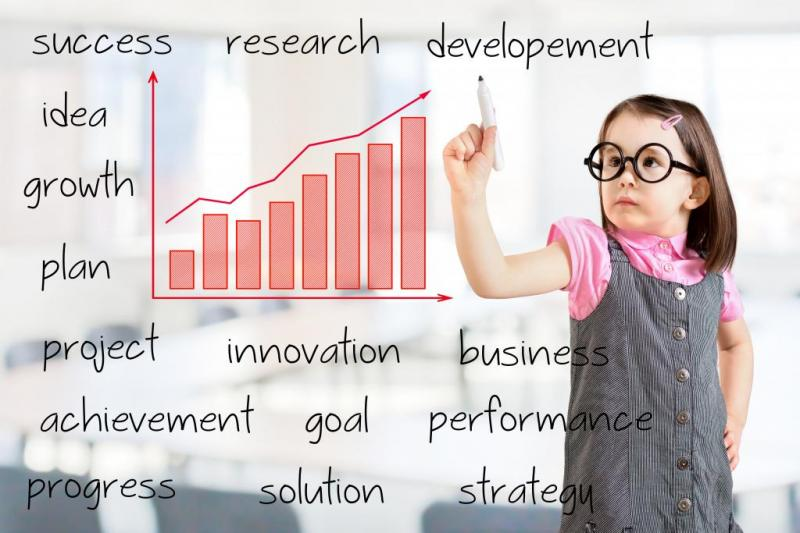 success research developement
idea
growth
plan
project innovation business
achievement goal performance
progress solution strategy